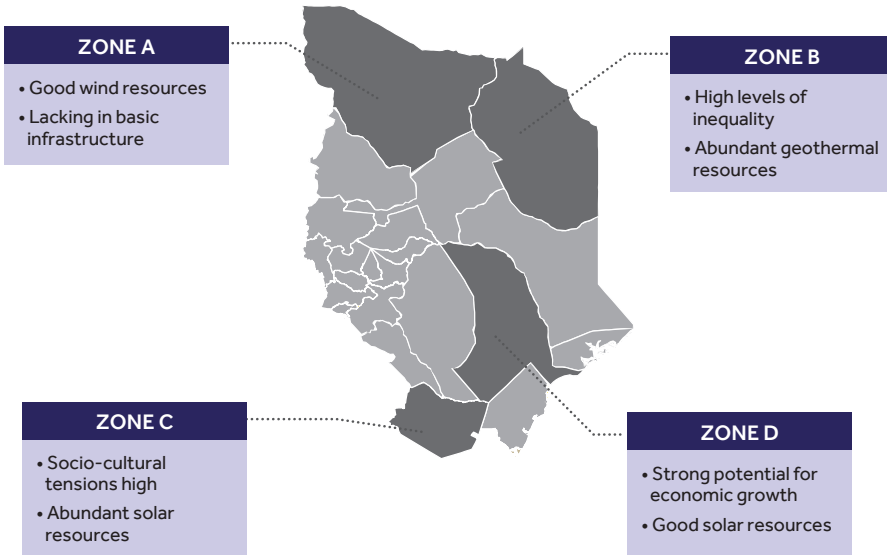 ZONE A
• Good wind resources
• Lacking in basic
infrastructure
ZONE B
• High levels of
inequality
• Abundant geothermal
resources
ZONE C
• Socio-cultural
tensions high
• Abundant solar
resources
ZONE D
• Strong potential for
economic growth
• Good solar resources